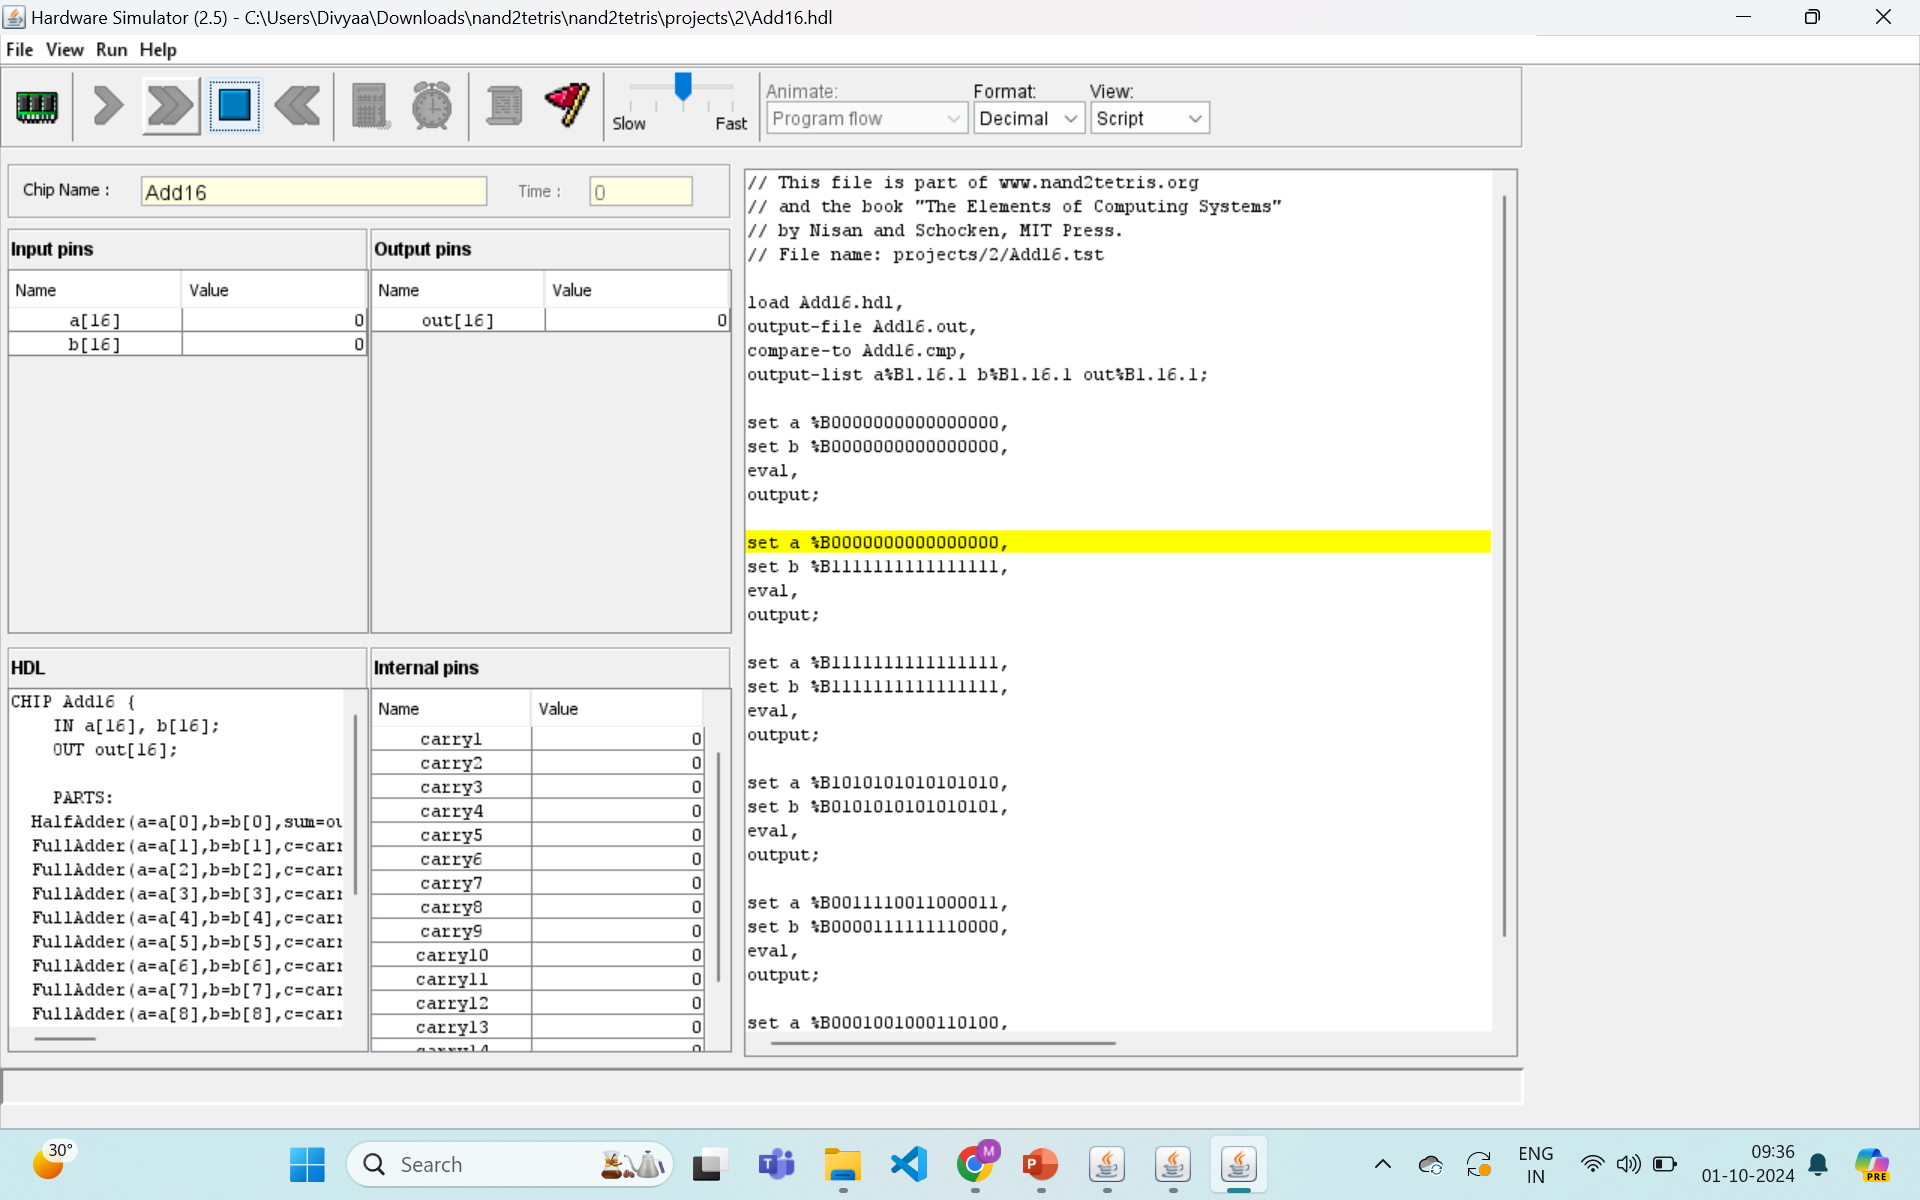 Hardware Simulator (2.5) - C:\Users\Divyaa\Downloads\nand2tetris\nand2tetris\projects\2\Add16.hdl
File View Run Help
Slow Fast
Animate: Format: View:
Program flow Decimal Script
Chip Name : Add16 Time : 0
Input pins
Name Value
a[16] 0
b[16] 0
Output pins
Name Value
out[16] 0
HDL
CHIP Add16 {
IN a[16], b[16];
OUT out[16];
PARTS:
HalfAdder(a=a[0],b=b[0],sum=ou
FullAdder(a=a[1],b=b[1],c=carr
FullAdder(a=a[2],b=b[2],c=carr
FullAdder(a=a[3],b=b[3],c=carr
FullAdder(a=a[4],b=b[4],c=carr
FullAdder(a=a[5],b=b[5],c=carr
FullAdder(a=a[6],b=b[6],c=carr
FullAdder(a=a[7],b=b[7],c=carr
FullAdder(a=a[8],b=b[8],c=carr
Internal pins
Name Value
carry1 0
carry2 0
carry3 0
carry4 0
carry5 0
carry6 0
carry7 0
carry8 0
carry9 0
carry10 0
carry11 0
carry12 0
carry13 0
carry14 0
// This file is part of www.nand2tetris.org
// and the book "The Elements of Computing Systems"
// by Nisan and Schocken, MIT Press.
// File name: projects/2/Add16.tst
load Add16.hdl,
output-file Add16.out,
compare-to Add16.cmp,
output-list a%B1.16.1 b%B1.16.1 out%B1.16.1;
set a %B0000000000000000,
set b %B0000000000000000,
eval,
output;
set a %B0000000000000000,
set b %B1111111111111111,
eval,
output;
set a %B1111111111111111,
set b %B1111111111111111,
eval,
output;
set a %B1010101010101010,
set b %B0101010101010101,
eval,
output;
set a %B0011110011000011,
set b %B0000111111110000,
eval,
output;
set a %B0001001000110100,
30°
Search
M
P
ENG
IN
09:36
01-10-2024
PRE